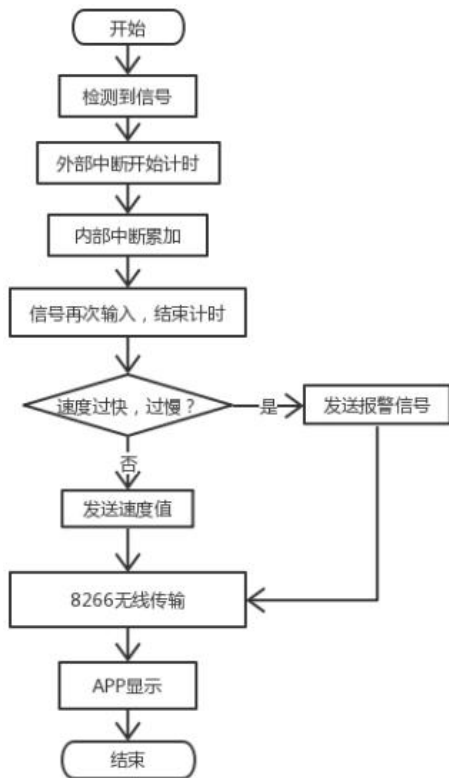 开始
检测到信号
外部中断开始计时
内部中断累加
信号再次输入，结束计时
速度过快，过慢？
是
发送报警信号
否
发送速度值
8266无线传输
APP显示
结束